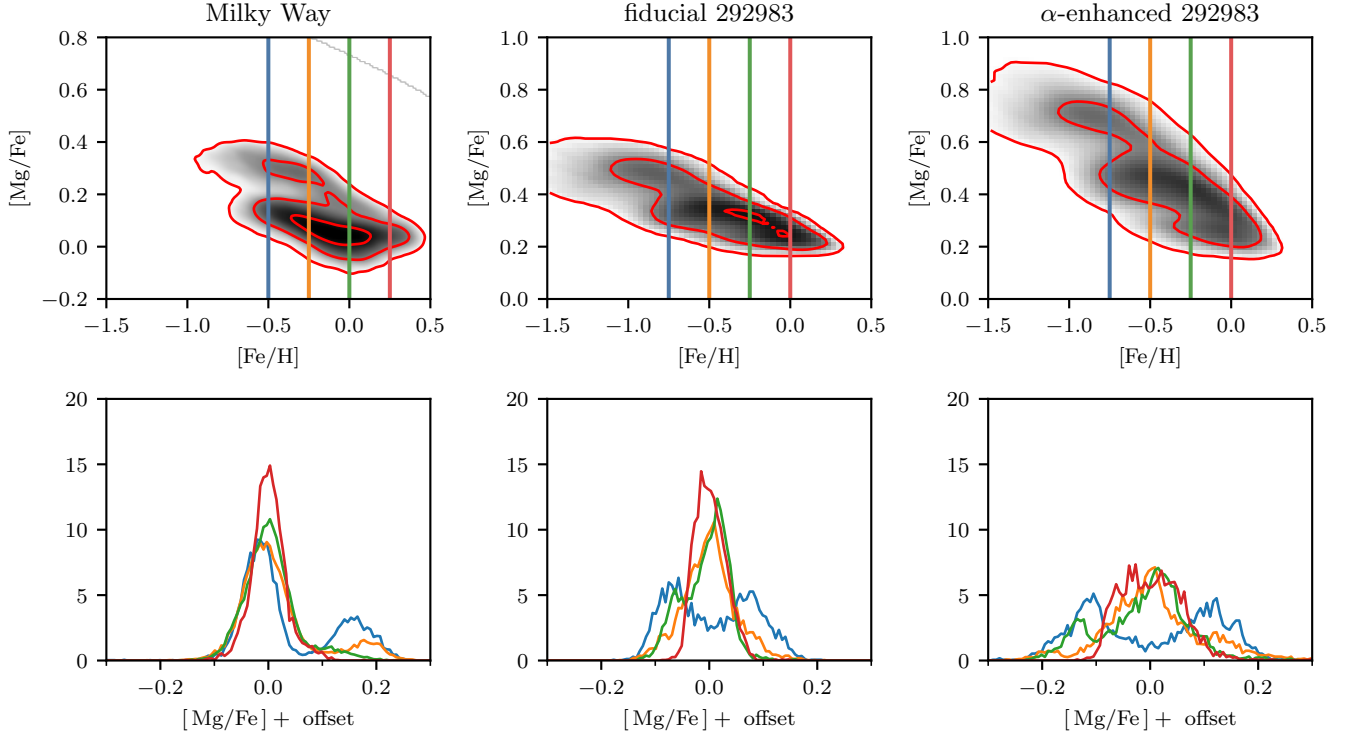 Milky Way
fiducial 292983
α-enhanced 292983
0.8
0.6
0.4
0.2
0.0
−0.2
[Mg/Fe]
−1.5 −1.0 −0.5 0.0 0.5
[Fe/H]
1.0
0.8
0.6
0.4
0.2
0.0
[Mg/Fe]
−1.5 −1.0 −0.5 0.0 0.5
[Fe/H]
1.0
0.8
0.6
0.4
0.2
0.0
[Mg/Fe]
−1.5 −1.0 −0.5 0.0 0.5
[Fe/H]
20
15
10
5
0
−0.2 0.0 0.2
[Mg/Fe] + offset
20
15
10
5
0
−0.2 0.0 0.2
[Mg/Fe] + offset
20
15
10
5
0
−0.2 0.0 0.2
[Mg/Fe] + offset